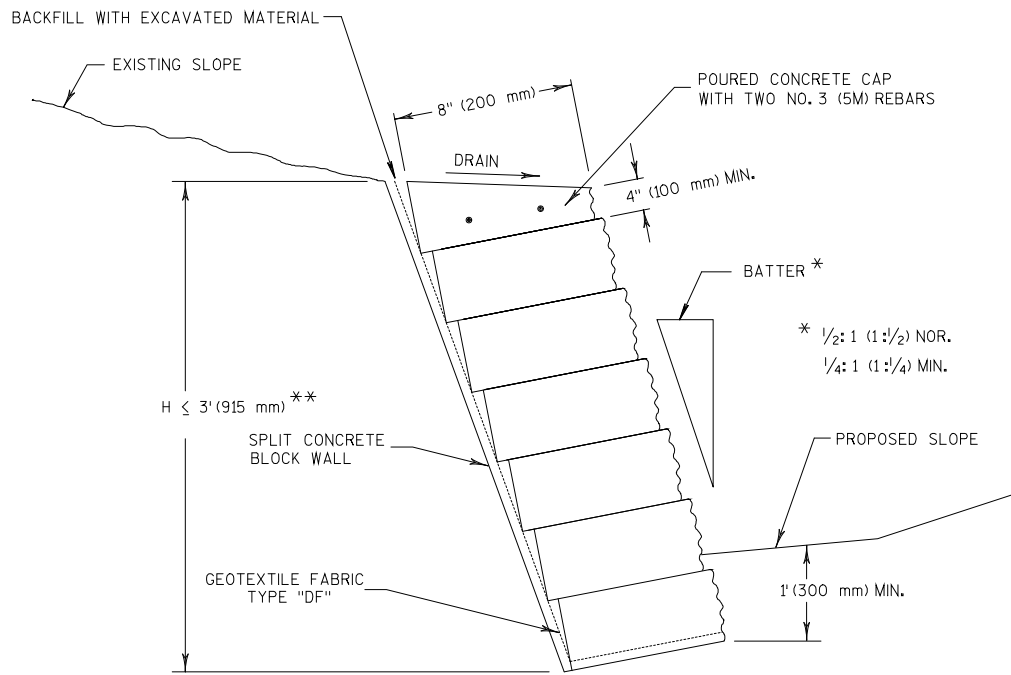 BACKFILL WITH EXCAVATED MATERIAL
EXISTING SLOPE
8" (200 mm)
POURED CONCRETE CAP
WITH TWO NO. 3 (5M) REBARS
DRAIN
4" (100 mm) MIN.
BATTER *
* 1/2: 1 (1:1/2) NOR.
1/4: 1 (1:1/4) MIN.
H ≤ 3' (915 mm) **
SPLIT CONCRETE
BLOCK WALL
PROPOSED SLOPE
GEOTEXTILE FABRIC
TYPE "DF"
1' (300 mm) MIN.